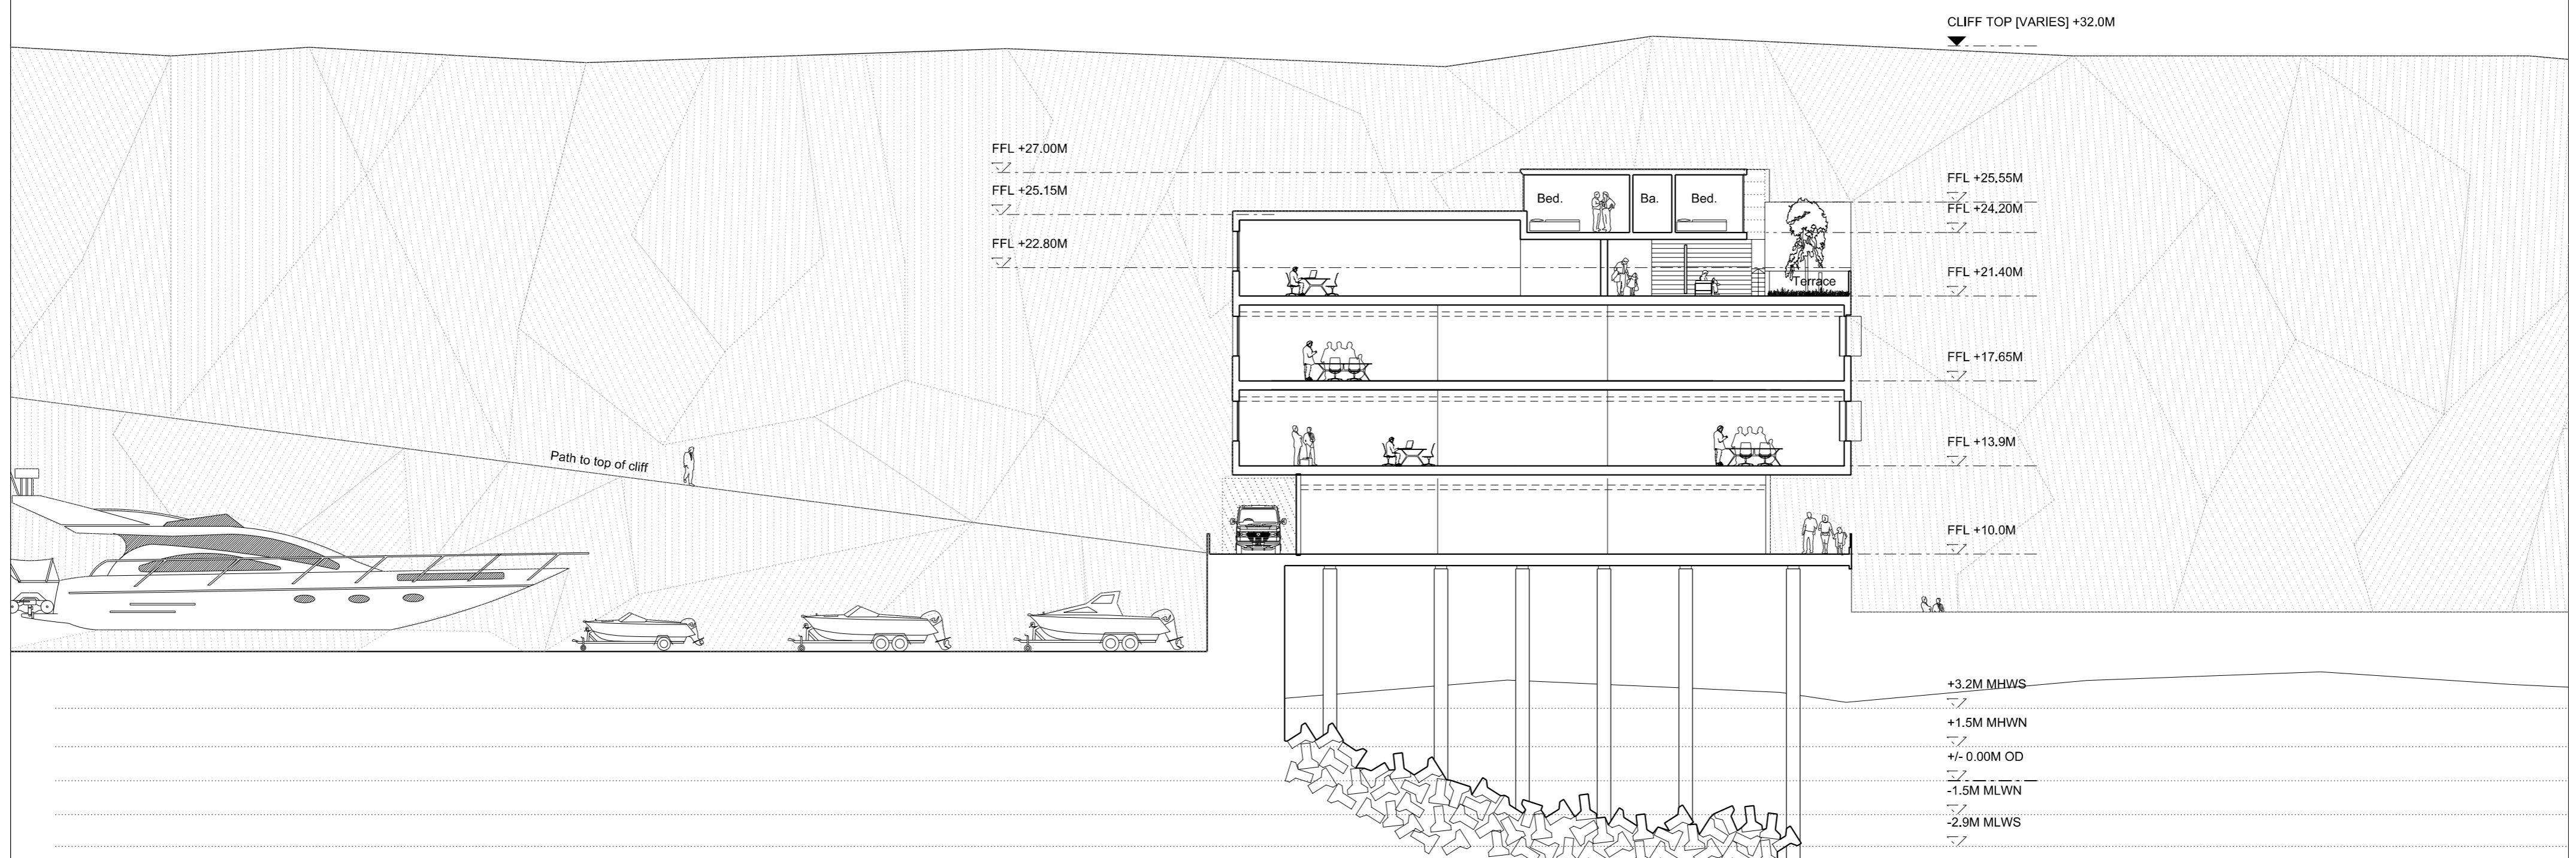 CLIFF TOP [VARIES] +32.0M
FFL +27.00M
FFL +25.15M
FFL +22.80M
Bed.
Ba.
Bed.
Terrace
FFL +25.55M
FFL +24.20M
FFL +21.40M
FFL +17.65M
FFL +13.9M
FFL +10.0M
Path to top of cliff
+3.2M MHWS
+1.5M MHWN
+/- 0.00M OD
-1.5M MLWN
-2.9M MLWS